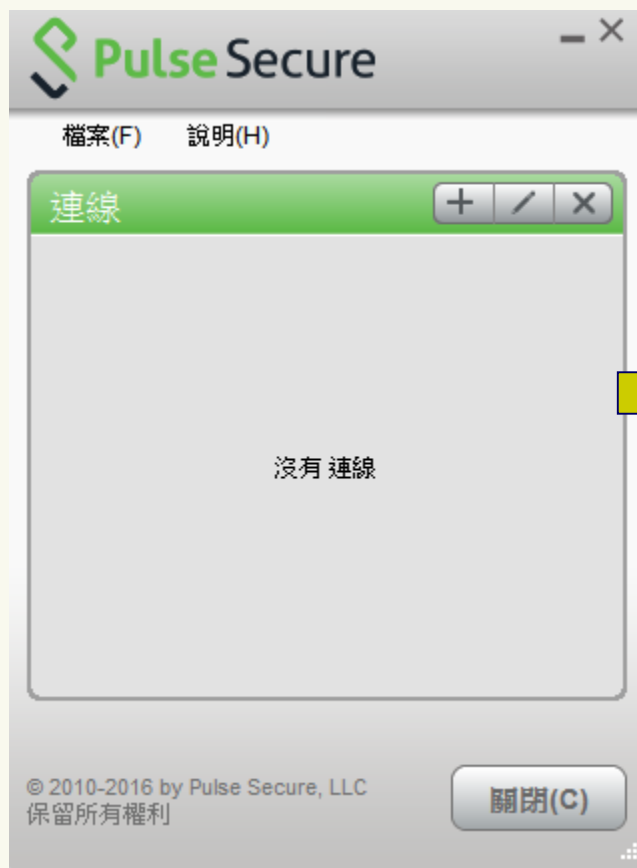 Pulse Secure
檔案(F) 說明(H)
連線
沒有 連線
© 2010-2016 by Pulse Secure, LLC
保留所有權利
關閉(C)